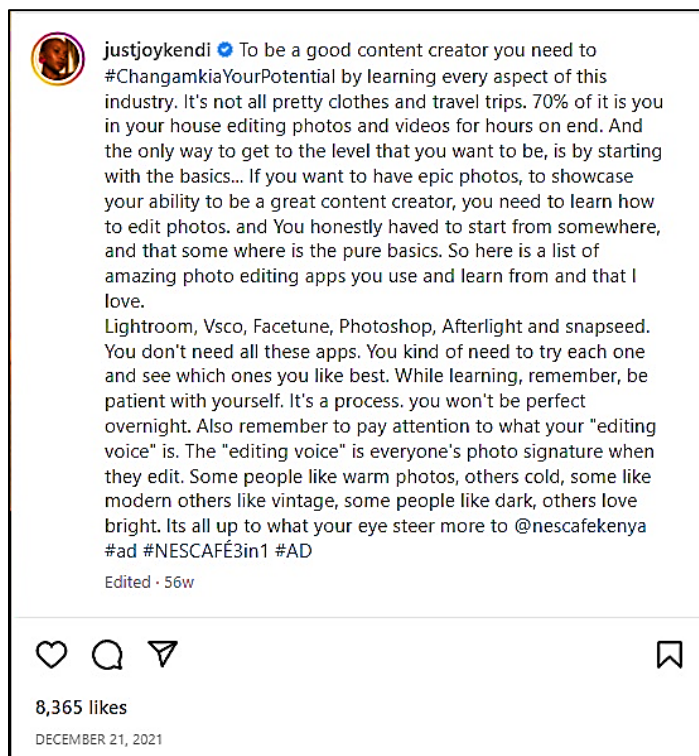 justjoykendi To be a good content creator you need to
#ChangamkiaYourPotential by learning every aspect of this
industry. It's not all pretty clothes and travel trips. 70% of it is you
in your house editing photos and videos for hours on end. And
the only way to get to the level that you want to be, is by starting
with the basics... If you want to have epic photos, to showcase
your ability to be a great content creator, you need to learn how
to edit photos. and You honestly haved to start from somewhere,
and that some where is the pure basics. So here is a list of
amazing photo editing apps you use and learn from and that I
love.
Lightroom, Vsco, Facetune, Photoshop, Afterlight and snapseed.
You don't need all these apps. You kind of need to try each one
and see which ones you like best. While learning, remember, be
patient with yourself. It's a process. you won't be perfect
overnight. Also remember to pay attention to what your "editing
voice" is. The "editing voice" is everyone's photo signature when
they edit. Some people like warm photos, others cold, some like
modern others like vintage, some people like dark, others love
bright. Its all up to what your eye steer more to @nescafekenya
#ad #NESCAFÉ3in1 #AD
Edited · 56w
8,365 likes
DECEMBER 21, 2021